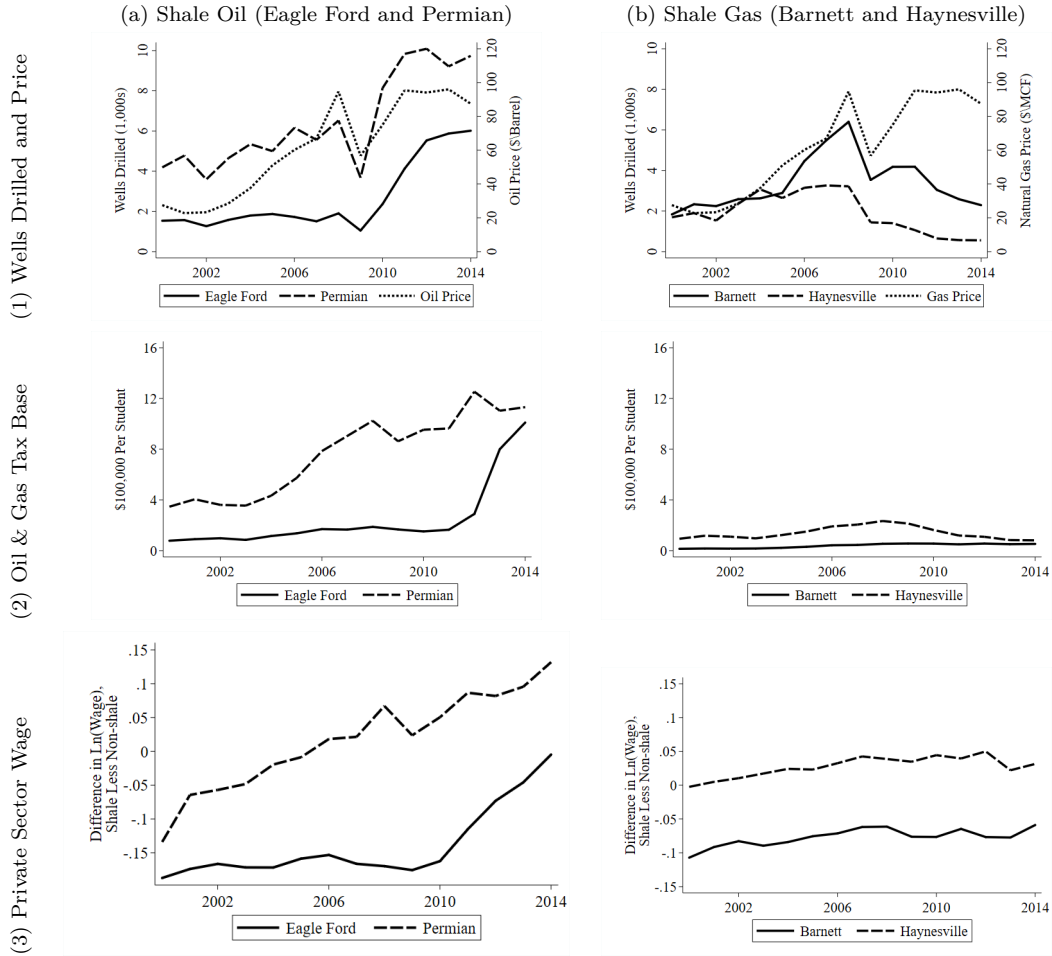 (a) Shale Oil (Eagle Ford and Permian)
(b) Shale Gas (Barnett and Haynesville)
(1) Wells Drilled and Price
Wells Drilled (1,000s)
0 2 4 6 8 10
Oil Price ($\Barrel)
0 20 40 60 80 100 120
2002 2006 2010 2014
Eagle Ford Permian Oil Price
Wells Drilled (1,000s)
0 2 4 6 8 10
Natural Gas Price ($\MCF)
0 20 40 60 80 100 120
2002 2006 2010 2014
Barnett Haynesville Gas Price
(2) Oil & Gas Tax Base
$100,000 Per Student
16
12
8
4
0
2002 2006 2010 2014
Eagle Ford Permian
$100,000 Per Student
16
12
8
4
0
2002 2006 2010 2014
Barnett Haynesville
(3) Private Sector Wage
Difference in Ln(Wage),
Shale Less Non-shale
.15
.1
.05
0
-.05
-.1
-.15
2002 2006 2010 2014
Eagle Ford Permian
Difference in Ln(Wage),
Shale Less Non-shale
.15
.1
.05
0
-.05
-.1
-.15
2002 2006 2010 2014
Barnett Haynesville